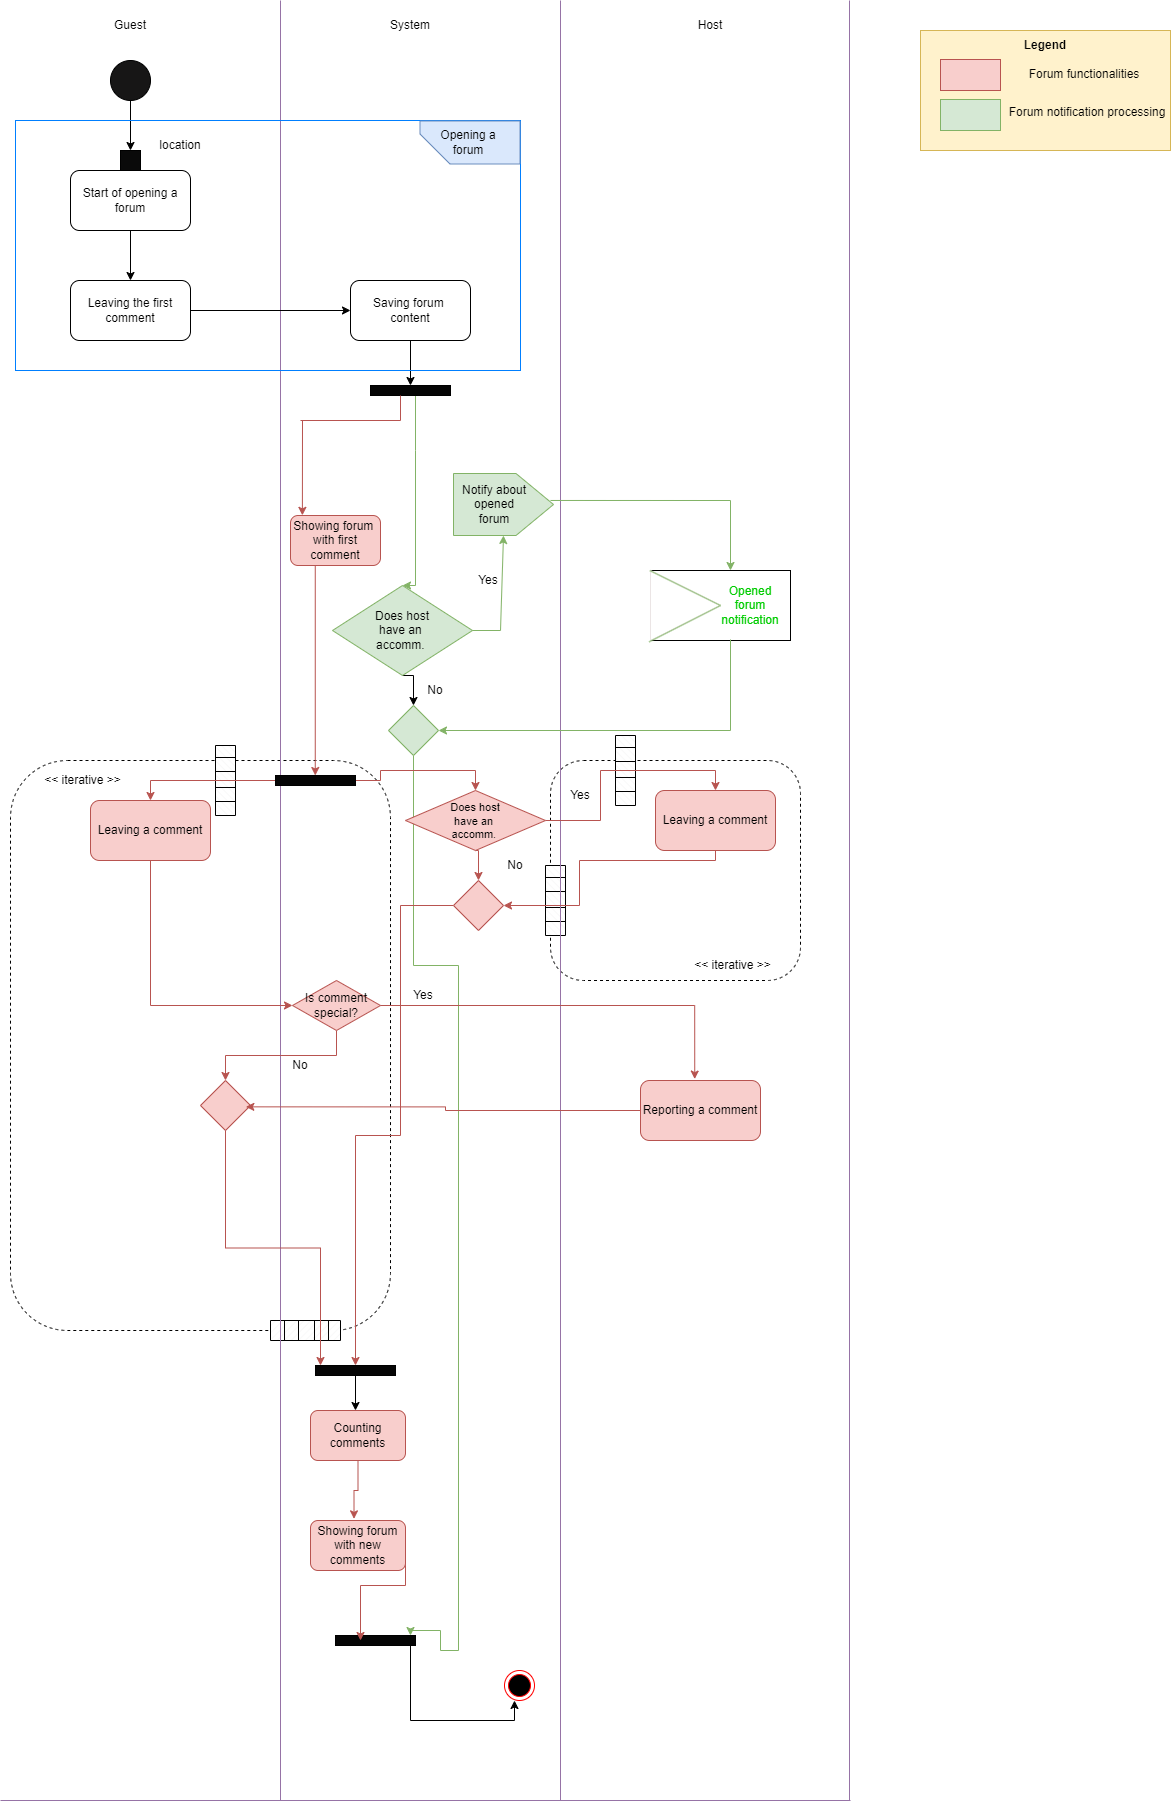 Guest
System
Host
Legend
Forum functionalities
Forum notification processing
location
Opening a
forum
Start of opening a
forum
Leaving the first
comment
Saving forum
content
Notify about
opened
forum
Showing forum
with first
comment
Yes
Opened
forum
notification
Does host
have an
accomm.
No
<< iterative >>
Leaving a comment
Does host
have an
accomm.
Yes
Leaving a comment
No
<< iterative >>
Is comment
special?
Yes
No
Reporting a comment
Counting
comments
Showing forum
with new
comments